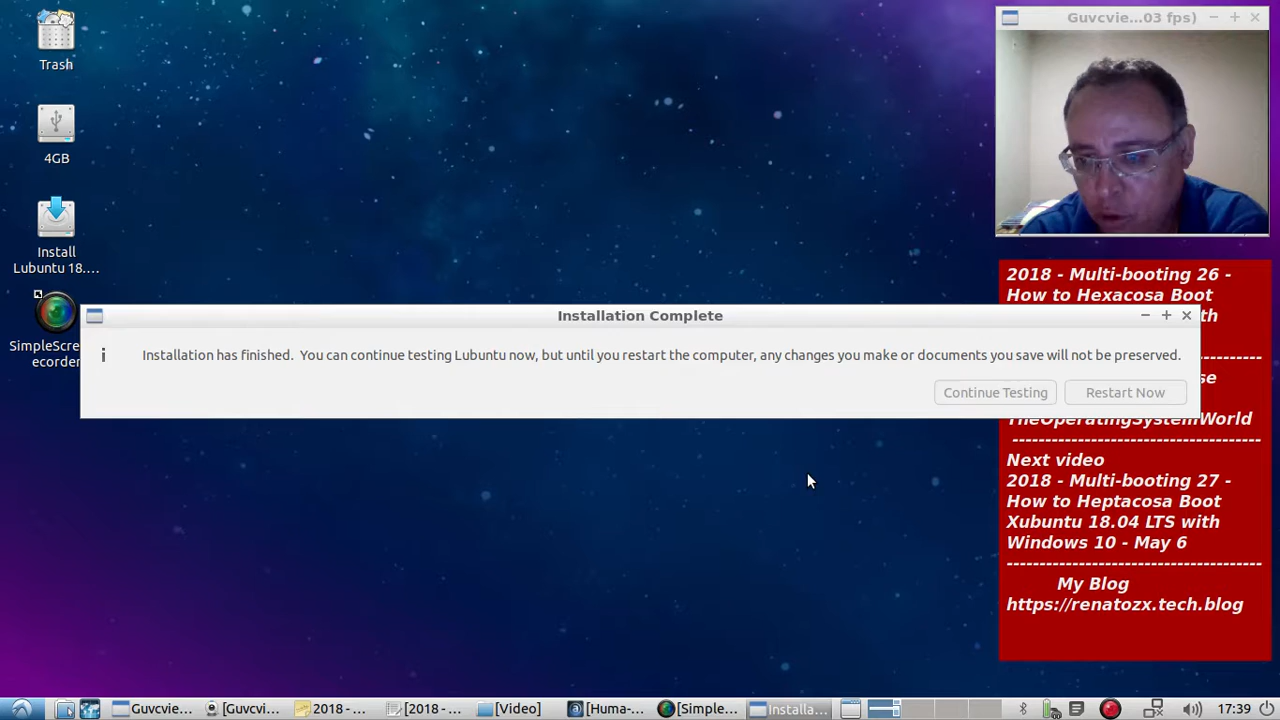 Trash
4GB
Install
Lubuntu 18....
SimpleScre
ecorder
Guvcvie...03 fps)
2018 - Multi-booting 26 -
How to Hexacosa Boot
th
Installation Complete
Installation has finished. You can continue testing Lubuntu now, but until you restart the computer, any changes you make or documents you save will not be preserved.
Continue Testing
Restart Now
-------
se
TheOperatingSystemWorld
------------------------------------
Next video
2018 - Multi-booting 27 -
How to Heptacosa Boot
Xubuntu 18.04 LTS with
Windows 10 - May 6
-------------------------------------
My Blog
https://renatozx.tech.blog
Guvcvie...
[Guvcvi...
2018 - ...
[2018 - ...
[Video]
[Huma-...
[Simple...
Installa...
17:39